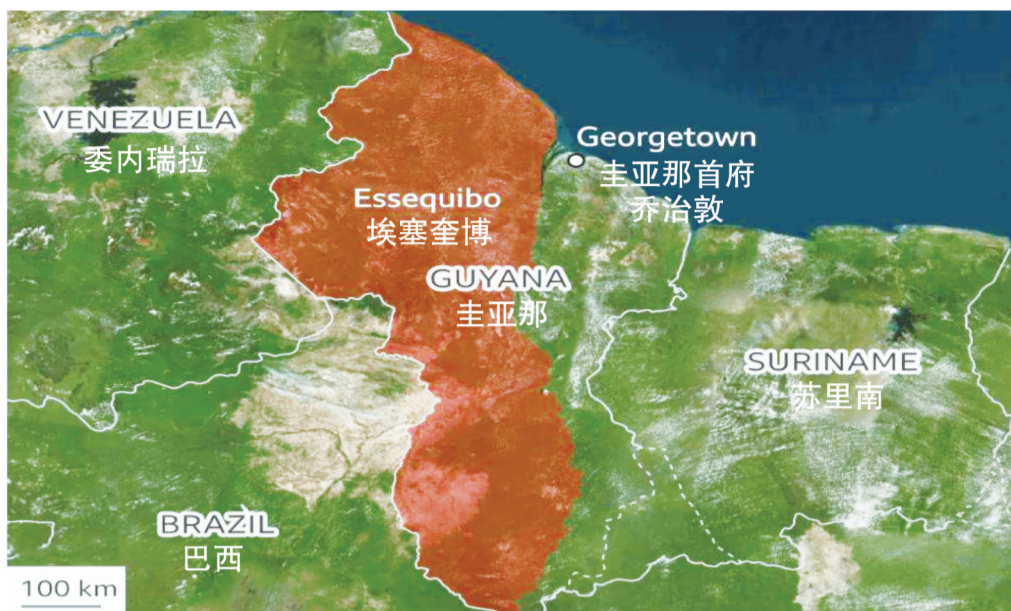 VENEZUELA
委内瑞拉
Georgetown
圭亚那首府
乔治敦
Essequibo
埃塞奎博
GUYANA
圭亚那
SURINAME
苏里南
BRAZIL
巴西
100 km